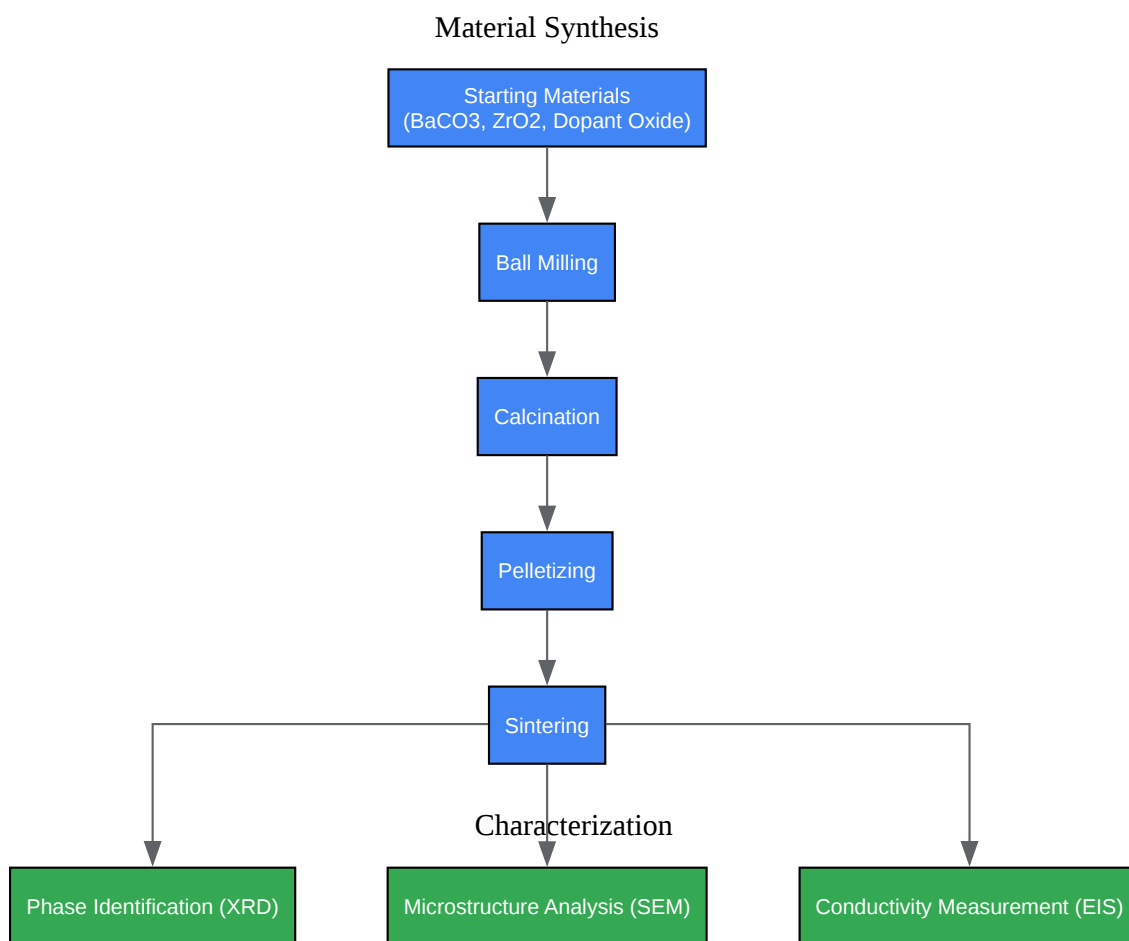 Material Synthesis
Starting Materials
(BaCO3, ZrO2, Dopant Oxide)
Ball Milling
Calcination
Pelletizing
Sintering
Characterization
Phase Identification (XRD)
Microstructure Analysis (SEM)
Conductivity Measurement (EIS)